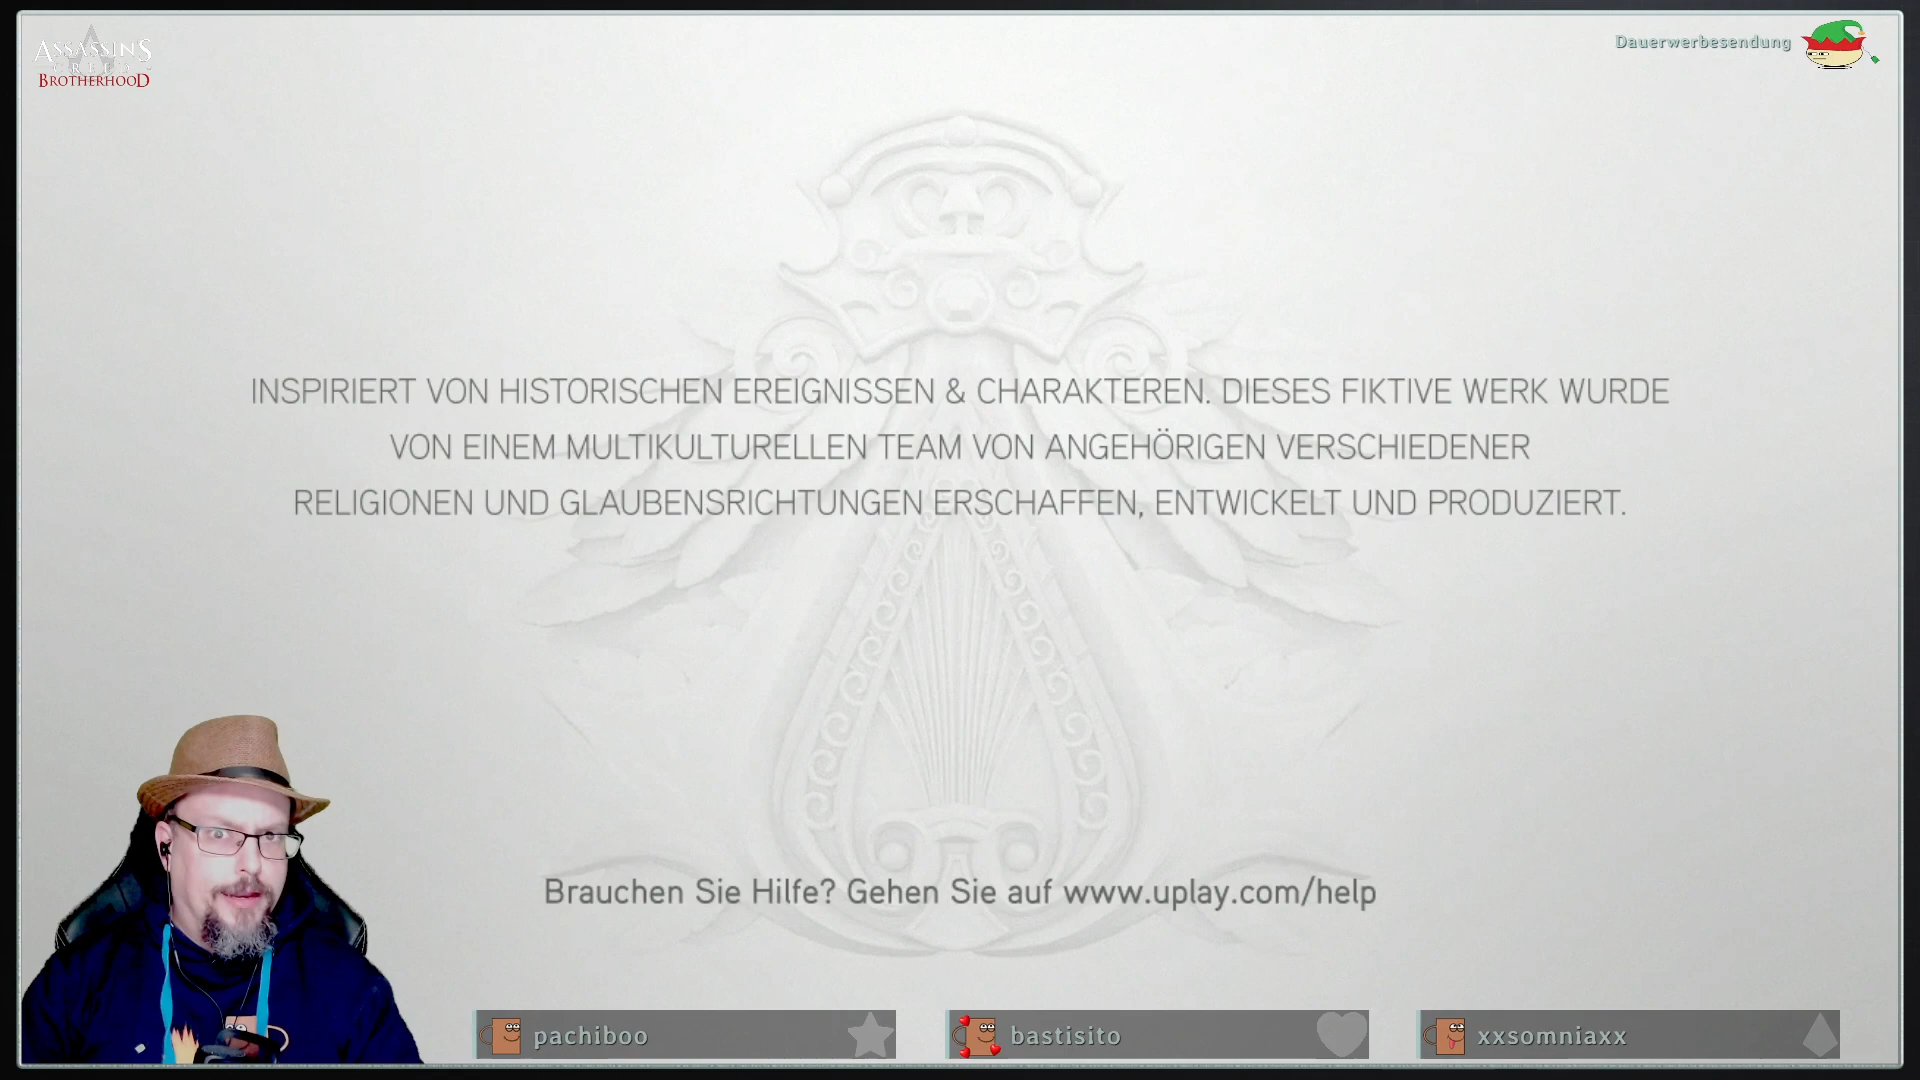 ASSASSIN'S
CREED
BROTHERHOOD
Dauerwerbesendung
INSPIRIERT VON HISTORISCHEN EREIGNISSEN & CHARAKTEREN. DIESES FIKTIVE WERK WURDE
VON EINEM MULTIKULTURELLEN TEAM VON ANGEHÖRIGEN VERSCHIEDENER
RELIGIONEN UND GLAUBENSRICHTUNGEN ERSCHAFFEN, ENTWICKELT UND PRODUZIERT.
Brauchen Sie Hilfe? Gehen Sie auf www.uplay.com/help
pachiboo
bastisito
xxsomniaxx